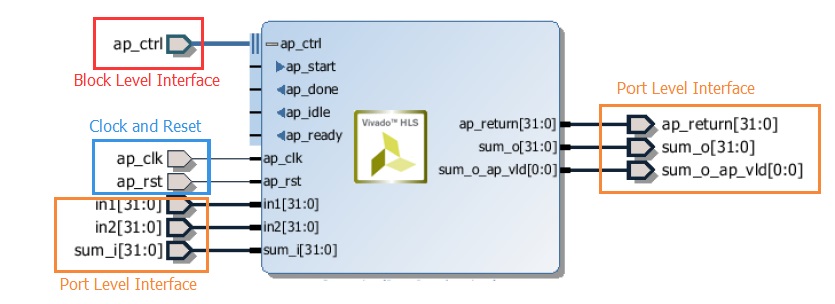 ap_ctrl
Block Level Interface
Clock and Reset
ap_clk
ap_rst
in1[31:0]
in2[31:0]
sum_i[31:0]
Port Level Interface
ap_ctrl
ap_start
ap_done
ap_idle
ap_ready
ap_clk
ap_rst
in1[31:0]
in2[31:0]
sum_i[31:0]
Vivado™ HLS
ap_return[31:0]
sum_o[31:0]
sum_o_ap_vld[0:0]
Port Level Interface
ap_return[31:0]
sum_o[31:0]
sum_o_ap_vld[0:0]